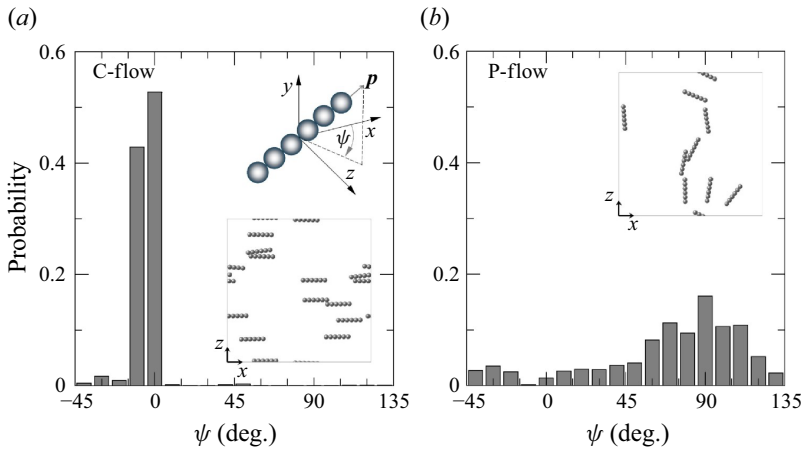 (a)
(b)
0.6
C-flow
y
p
x
ψ
z
0.4
Probability
0.2
z
x
0
−45
0
45
90
135
ψ (deg.)
0.6
P-flow
z
x
0.4
0.2
0
−45
0
45
90
135
ψ (deg.)